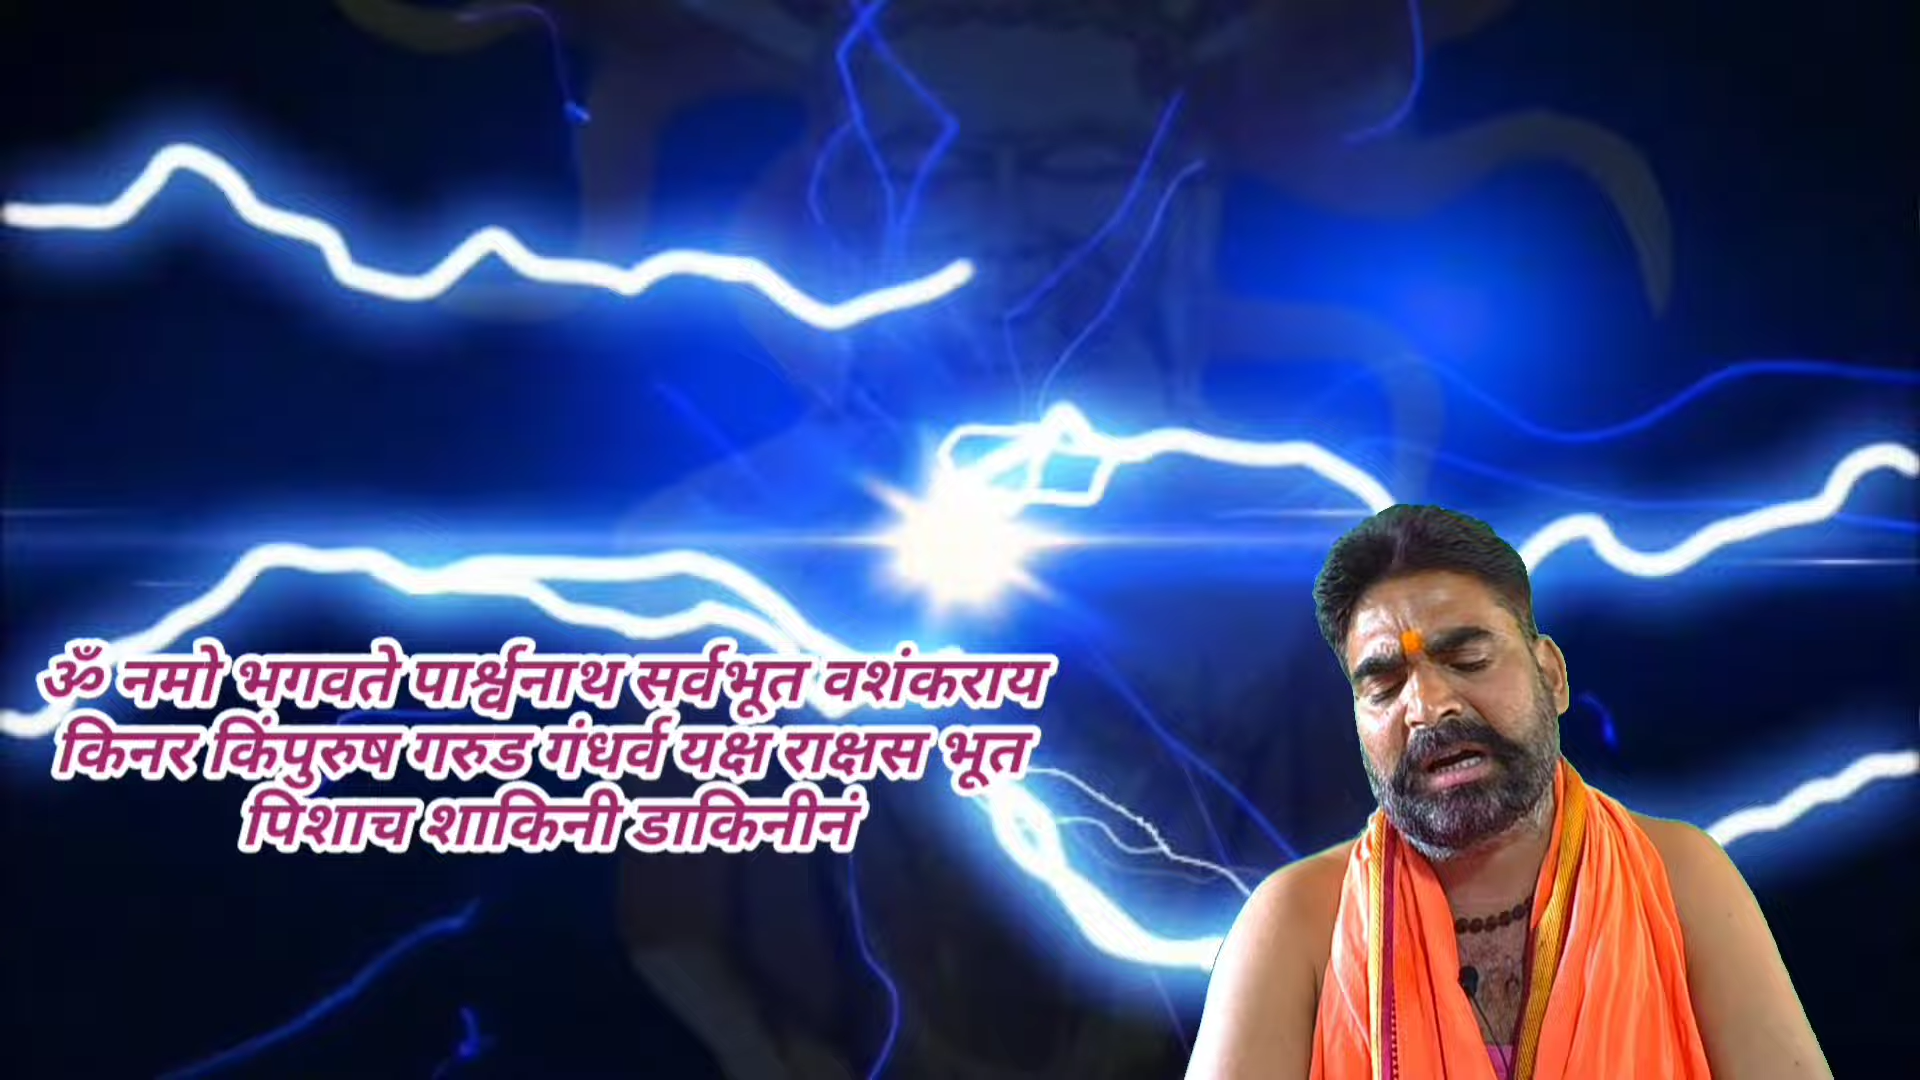 ॐ नमो भगवते पार्श्वनाथ सर्वभूत वशंकराय
किनर किंपुरुष गरुड गंधर्व यक्ष राक्षस भूत
पिशाच शाकिनी डाकिनीनं